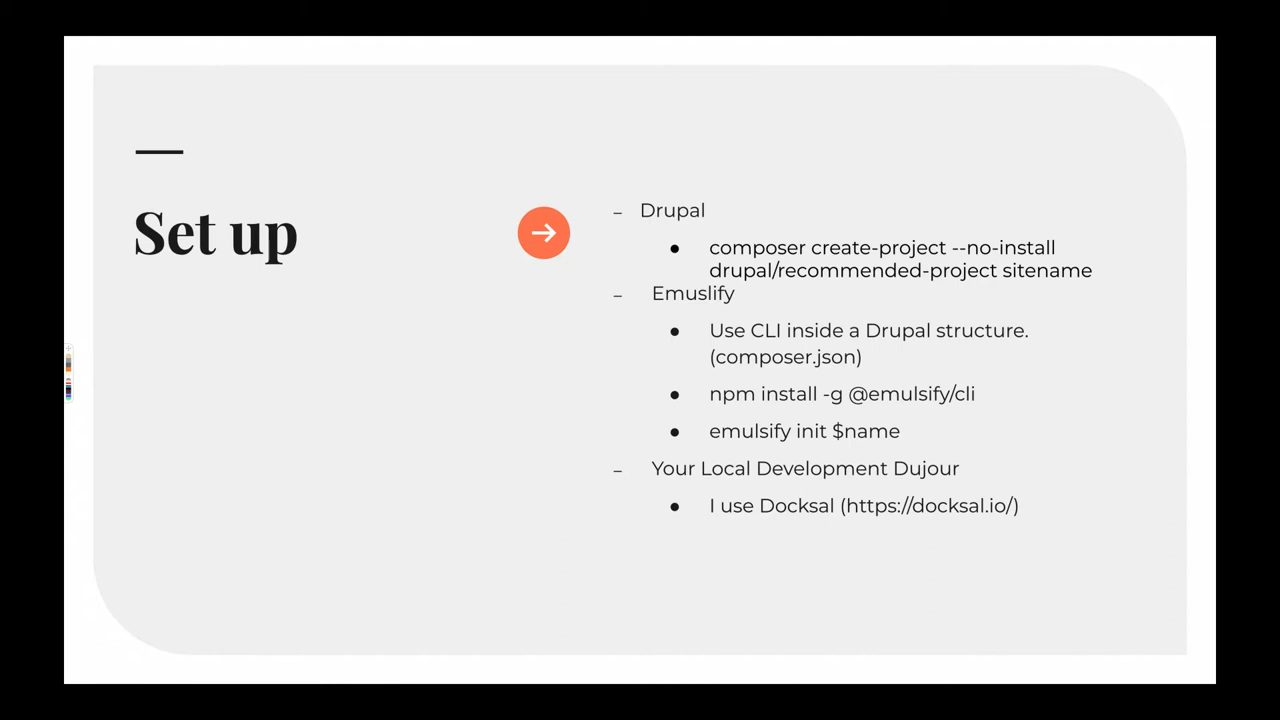 Set up
– Drupal
● composer create-project --no-install
drupal/recommended-project sitename
– Emuslify
● Use CLI inside a Drupal structure.
(composer.json)
● npm install -g @emulsify/cli
● emulsify init $name
– Your Local Development Dujour
● I use Docksal (https://docksal.io/)